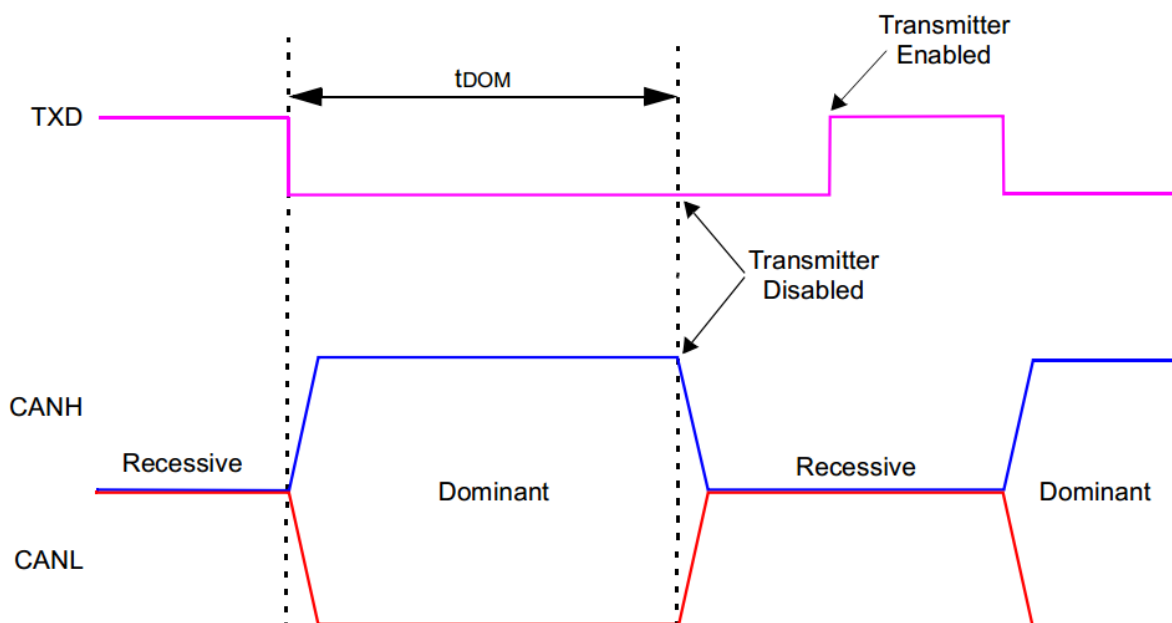 Transmitter
Enabled
tDOM
TXD
Transmitter
Disabled
CANH
Recessive
Recessive
Dominant
Dominant
CANL